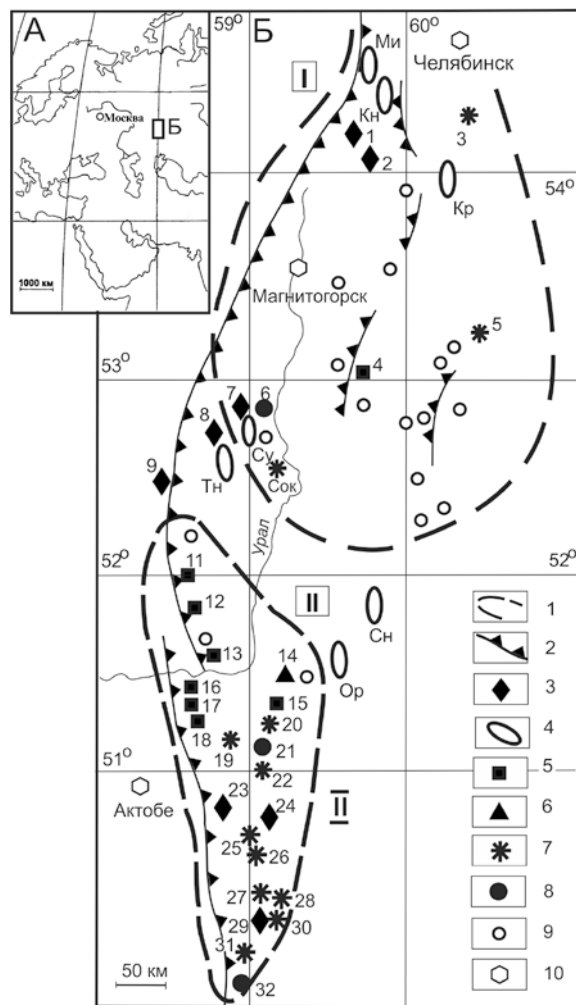 А
Москва
Б
1000 км
59°
Б
60°
Ми
Челябинск
I
Кн
1
3
2
54°
Кр
Магнитогорск
5
53°
4
7
6
8
Су
9
Сок
Тн
Урал
52°
52°
11
II
12
Сн
13
14
Ор
16
15
17
20
18
19
21
51°
22
Актобе
23
24
II
25
26
27
28
29
30
31
50 км
32
1
2
3
4
5
6
7
8
9
10